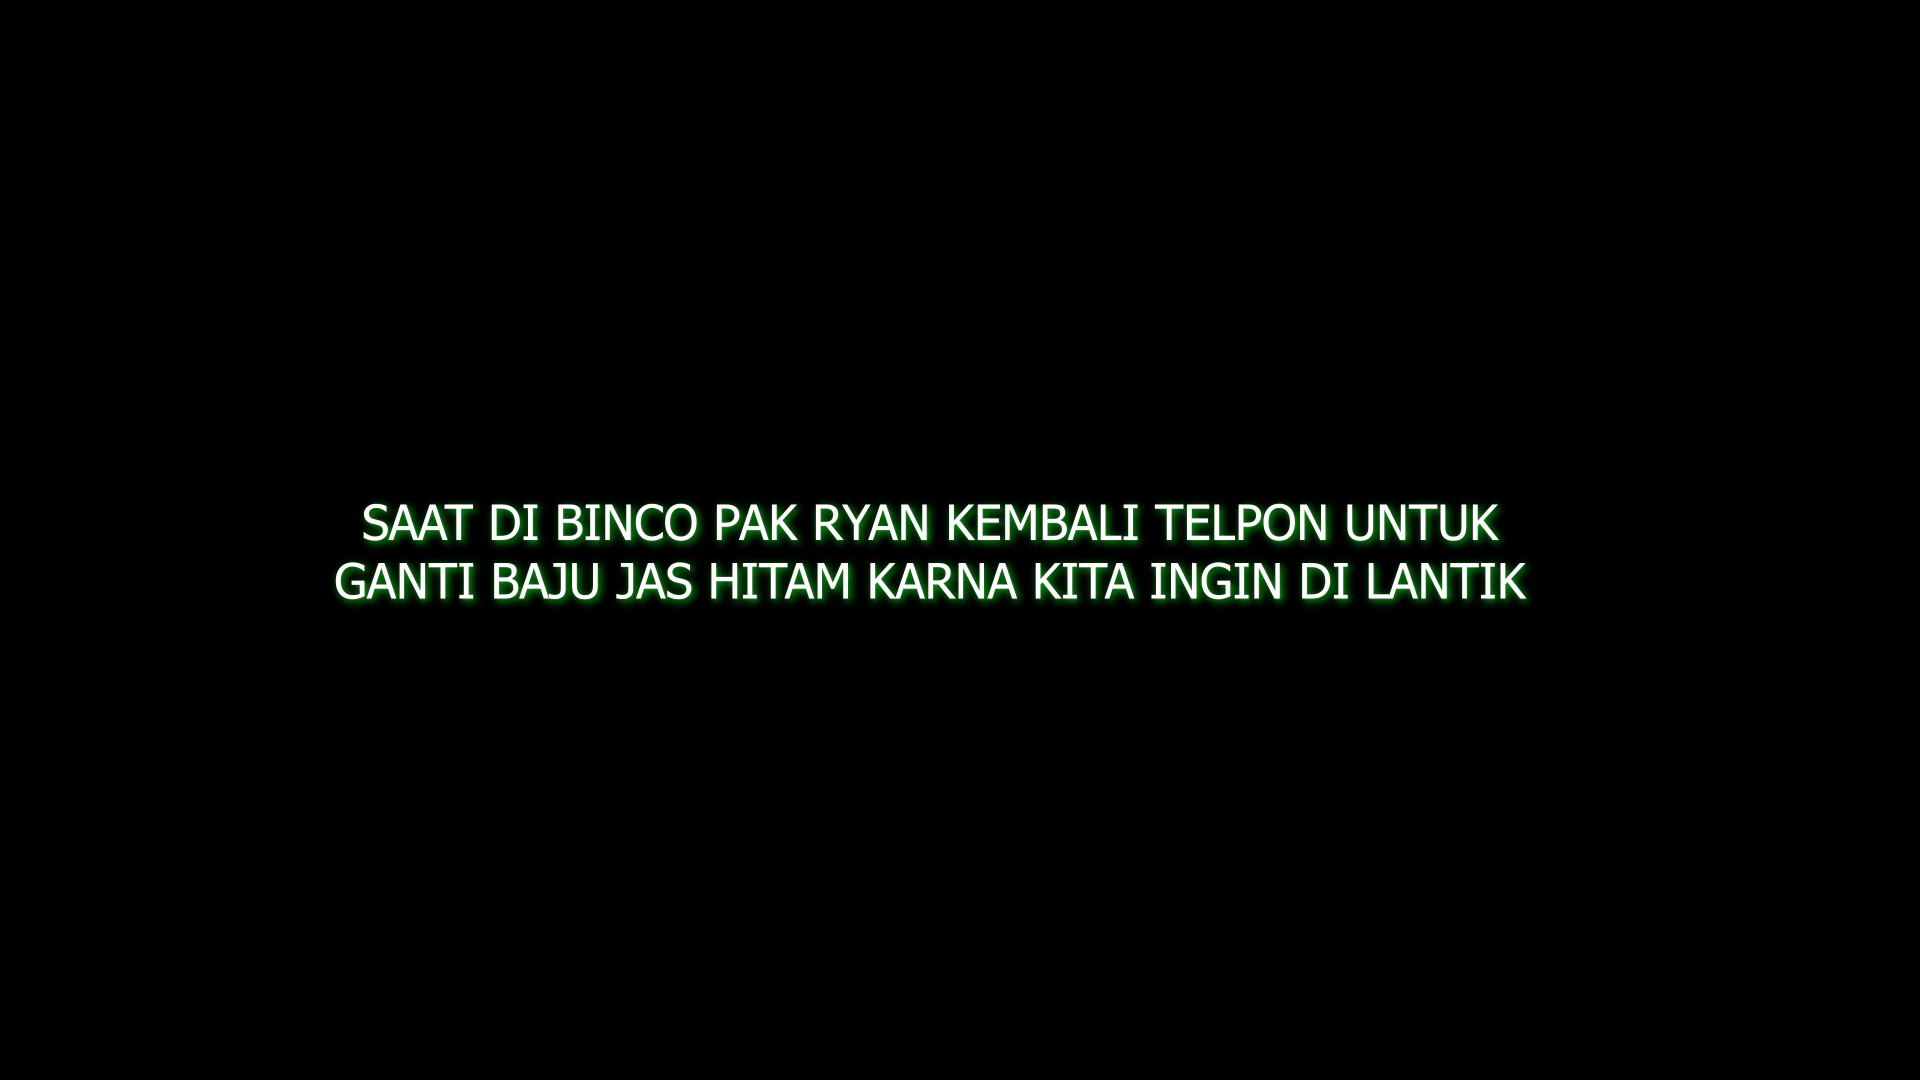 SAAT DI BINCO PAK RYAN KEMBALI TELPON UNTUK
GANTI BAJU JAS HITAM KARNA KITA INGIN DI LANTIK